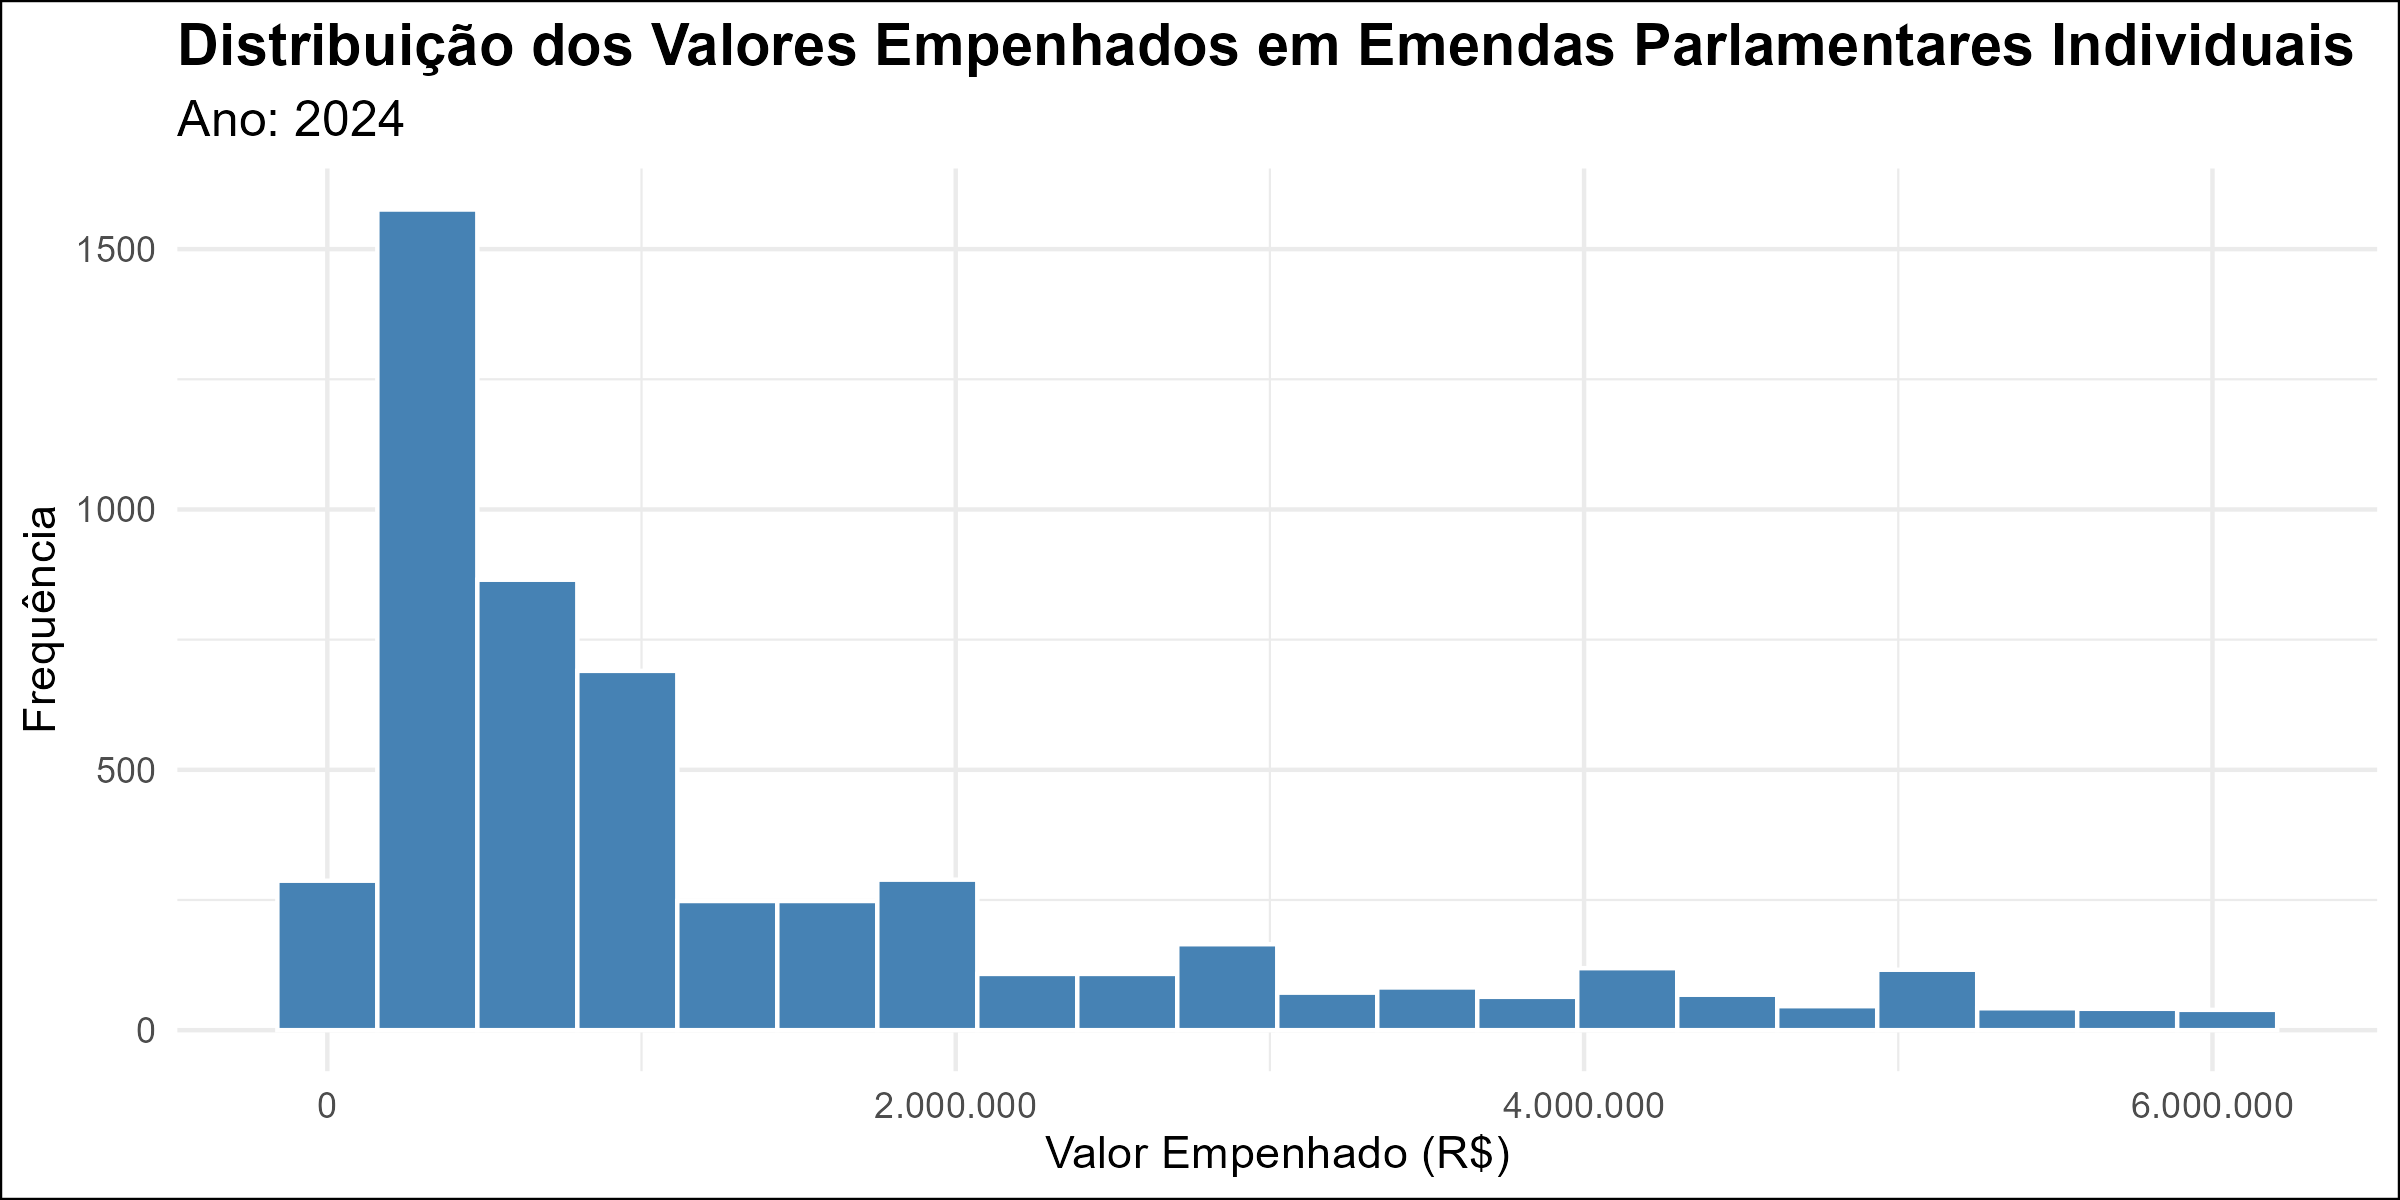 Distribuição dos Valores Empenhados em Emendas Parlamentares Individuais
Ano: 2024
Frequência
1500
1000
500
0
0
2.000.000
4.000.000
6.000.000
Valor Empenhado (R$)